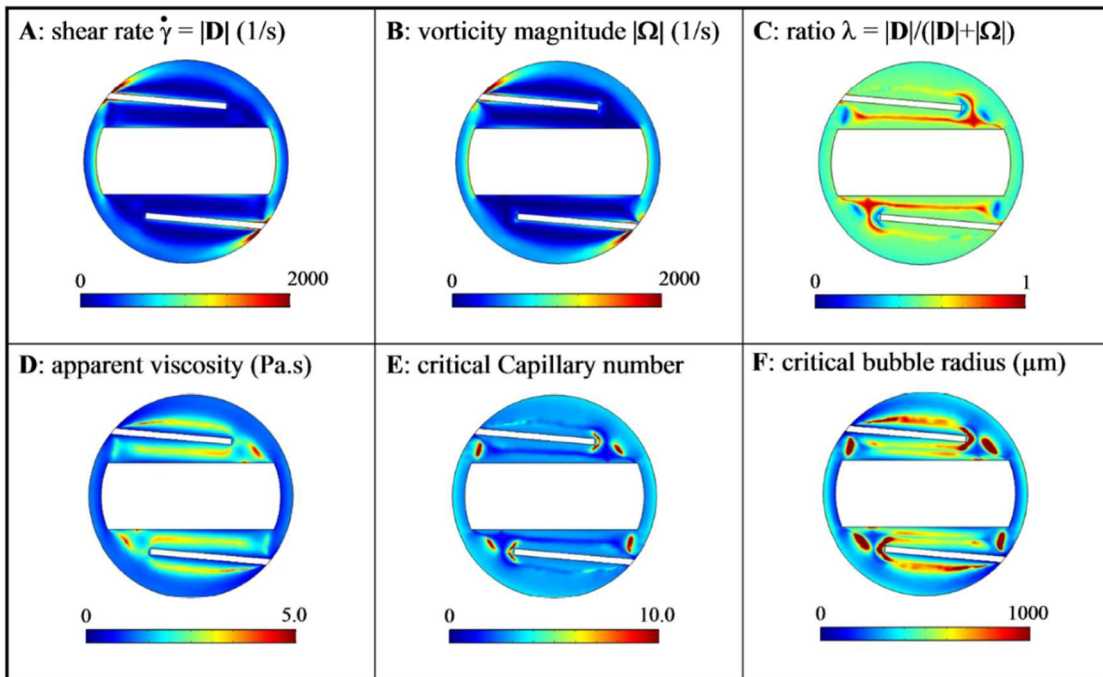 A: shear rate γ̇ = |D| (1/s)
B: vorticity magnitude |Ω| (1/s)
C: ratio λ = |D|/(|D|+|Ω|)
0 2000
0 2000
0 1
D: apparent viscosity (Pa.s)
E: critical Capillary number
F: critical bubble radius (µm)
0 5.0
0 10.0
0 1000